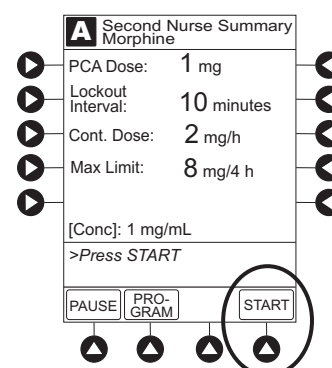 A Second Nurse Summary
Morphine
PCA Dose: 1 mg
Lockout
Interval: 10 minutes
Cont. Dose: 2 mg/h
Max Limit: 8 mg/4 h
[Conc]: 1 mg/mL
>Press START
PAUSE PRO-
GRAM START